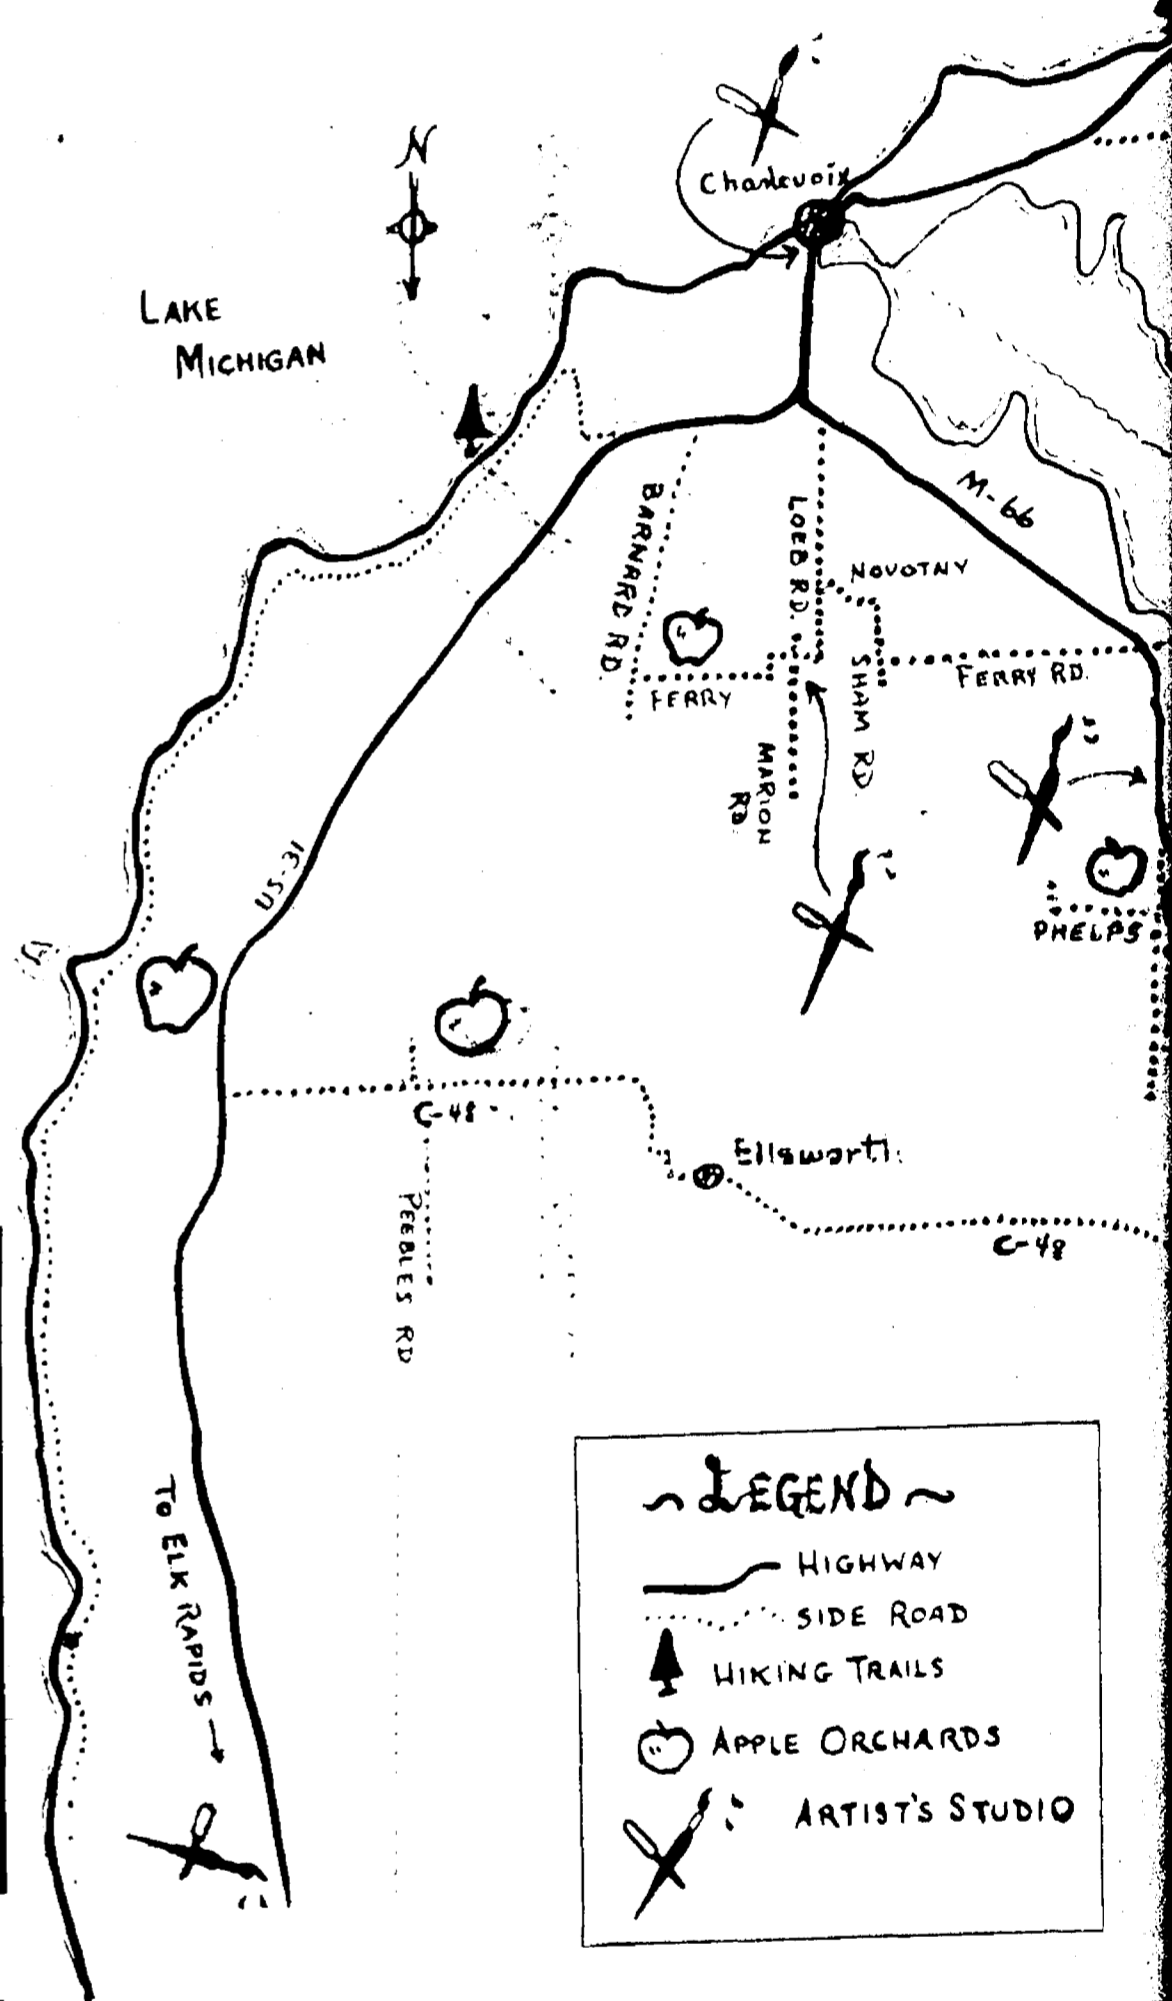 N
Charlevoix
LAKE
MICHIGAN
M-66
BARNARD RD.
LOEB RD.
NOVOTNY
SHAM RD.
FERRY RD.
FERRY
MARION
RD.
US-31
PHELPS
C-48
Ellsworth
C-48
PEEBLES RD
TO ELK RAPIDS
~ LEGEND ~
HIGHWAY
SIDE ROAD
HIKING TRAILS
APPLE ORCHARDS
ARTIST'S STUDIO